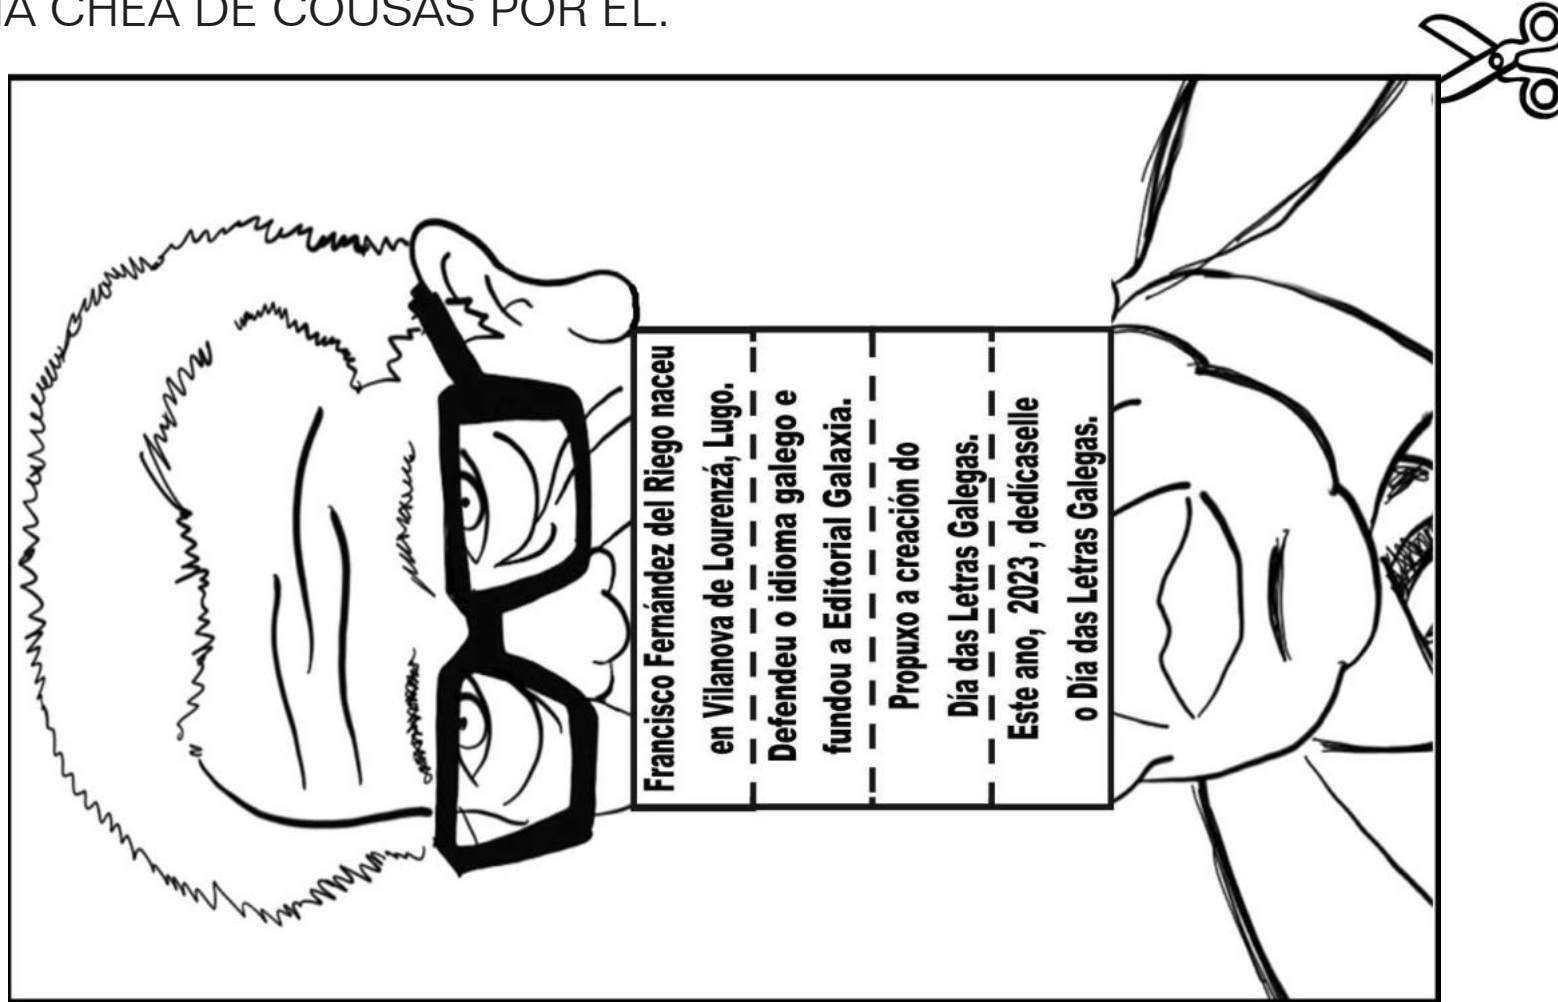 CHEA DE COUSAS POR EL.
Francisco Fernández del Riego naceu
en Vilanova de Lourenzá, Lugo.
Defendeu o idioma galego e
fundou a Editorial Galaxia.
Propuxo a creación do
Día das Letras Galegas.
Este ano, 2023 , dedícaselle
o Día das Letras Galegas.